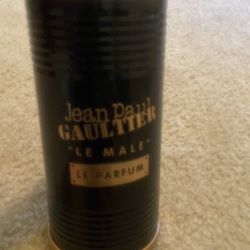 Jean Paul
GAULTIER
"LE MALE"
LE PARFUM